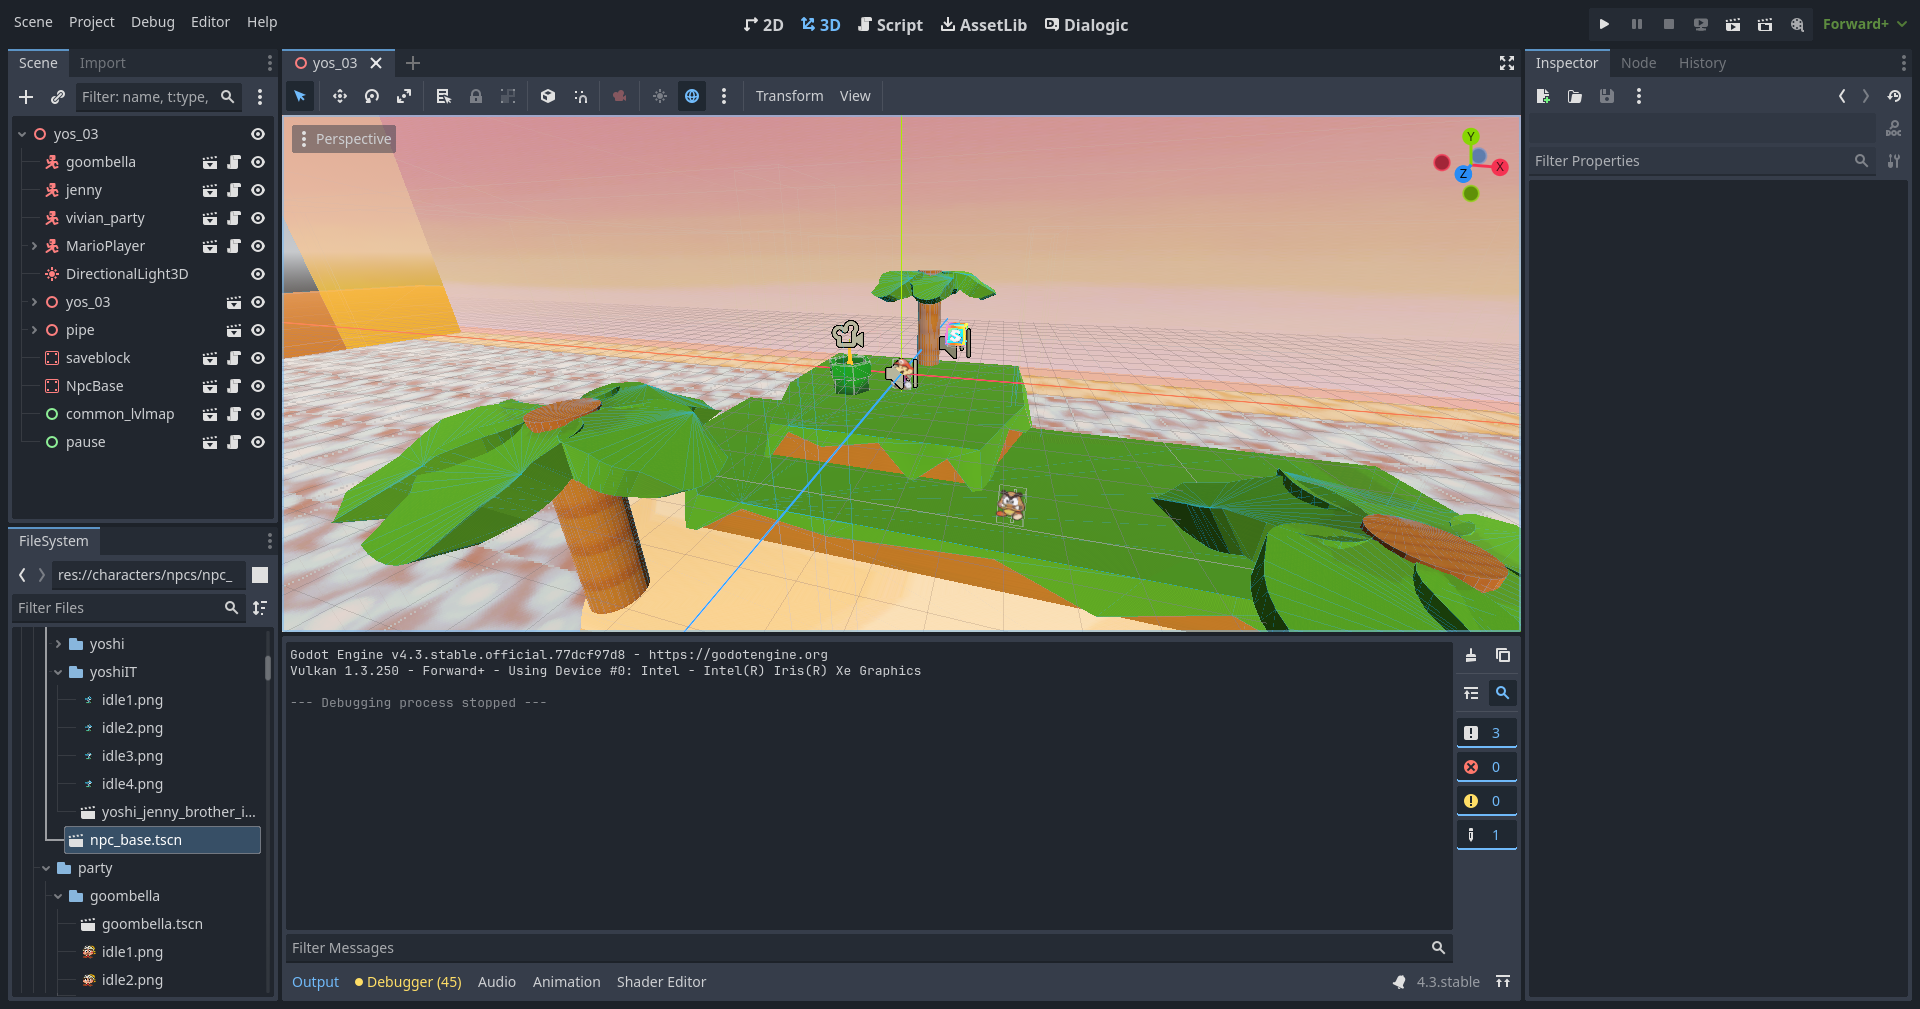 Scene Project Debug Editor Help
2D 3D Script AssetLib Dialogic
Forward+
Scene Import
Filter: name, t:type,
yos_03
goombella
jenny
vivian_party
MarioPlayer
DirectionalLight3D
yos_03
pipe
saveblock
NpcBase
common_lvlmap
pause
FileSystem
res://characters/npcs/npc_
Filter Files
yoshi
yoshiIT
idle1.png
idle2.png
idle3.png
idle4.png
yoshi_jenny_brother_i...
npc_base.tscn
party
goombella
goombella.tscn
idle1.png
idle2.png
yos_03
Transform View
Perspective
Y
X
Z
S
Godot Engine v4.3.stable.official.77dcf97d8 - https://godotengine.org
Vulkan 1.3.250 - Forward+ - Using Device #0: Intel - Intel(R) Iris(R) Xe Graphics
--- Debugging process stopped ---
3
0
0
1
Filter Messages
Output Debugger (45) Audio Animation Shader Editor
4.3.stable
Inspector Node History
DOC
Filter Properties